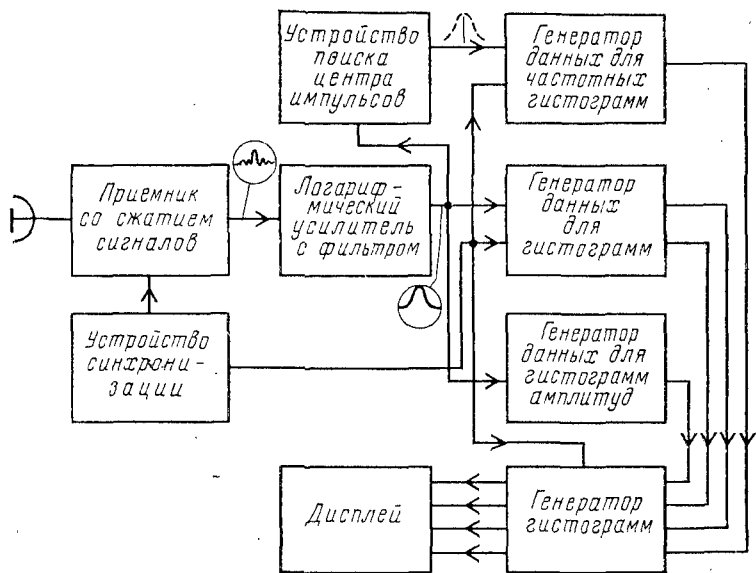 Устройство
поиска
центра
импульсов
Генератор
данных для
частотных
гистограмм
Приемник
со сжатием
сигналов
Логариф-
мический
усилитель
с фильтром
Генератор
данных
для
гистограмм
Устройство
синхрони-
зации
Генератор
данных для
гистограмм
амплитуд
Дисплей
Генератор
гистограмм